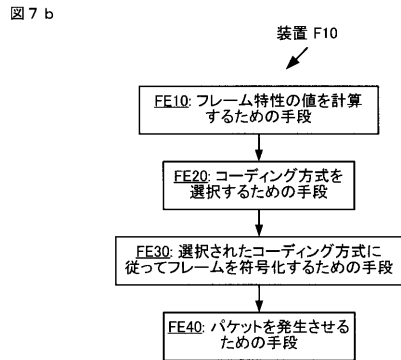 図７ｂ
装置 F10
FE10: フレーム特性の値を計算
するための手段
FE20: コーディング方式を
選択するための手段
FE30: 選択されたコーディング方式に
従ってフレームを符号化するための手段
FE40: パケットを発生させる
ための手段